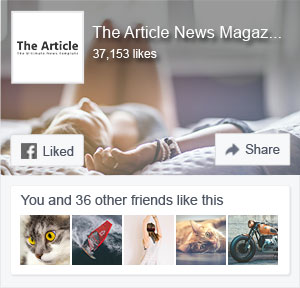 The Article News Magaz...
37,153 likes
The Article
The Ultimate News Template
Liked
Share
You and 36 other friends like this